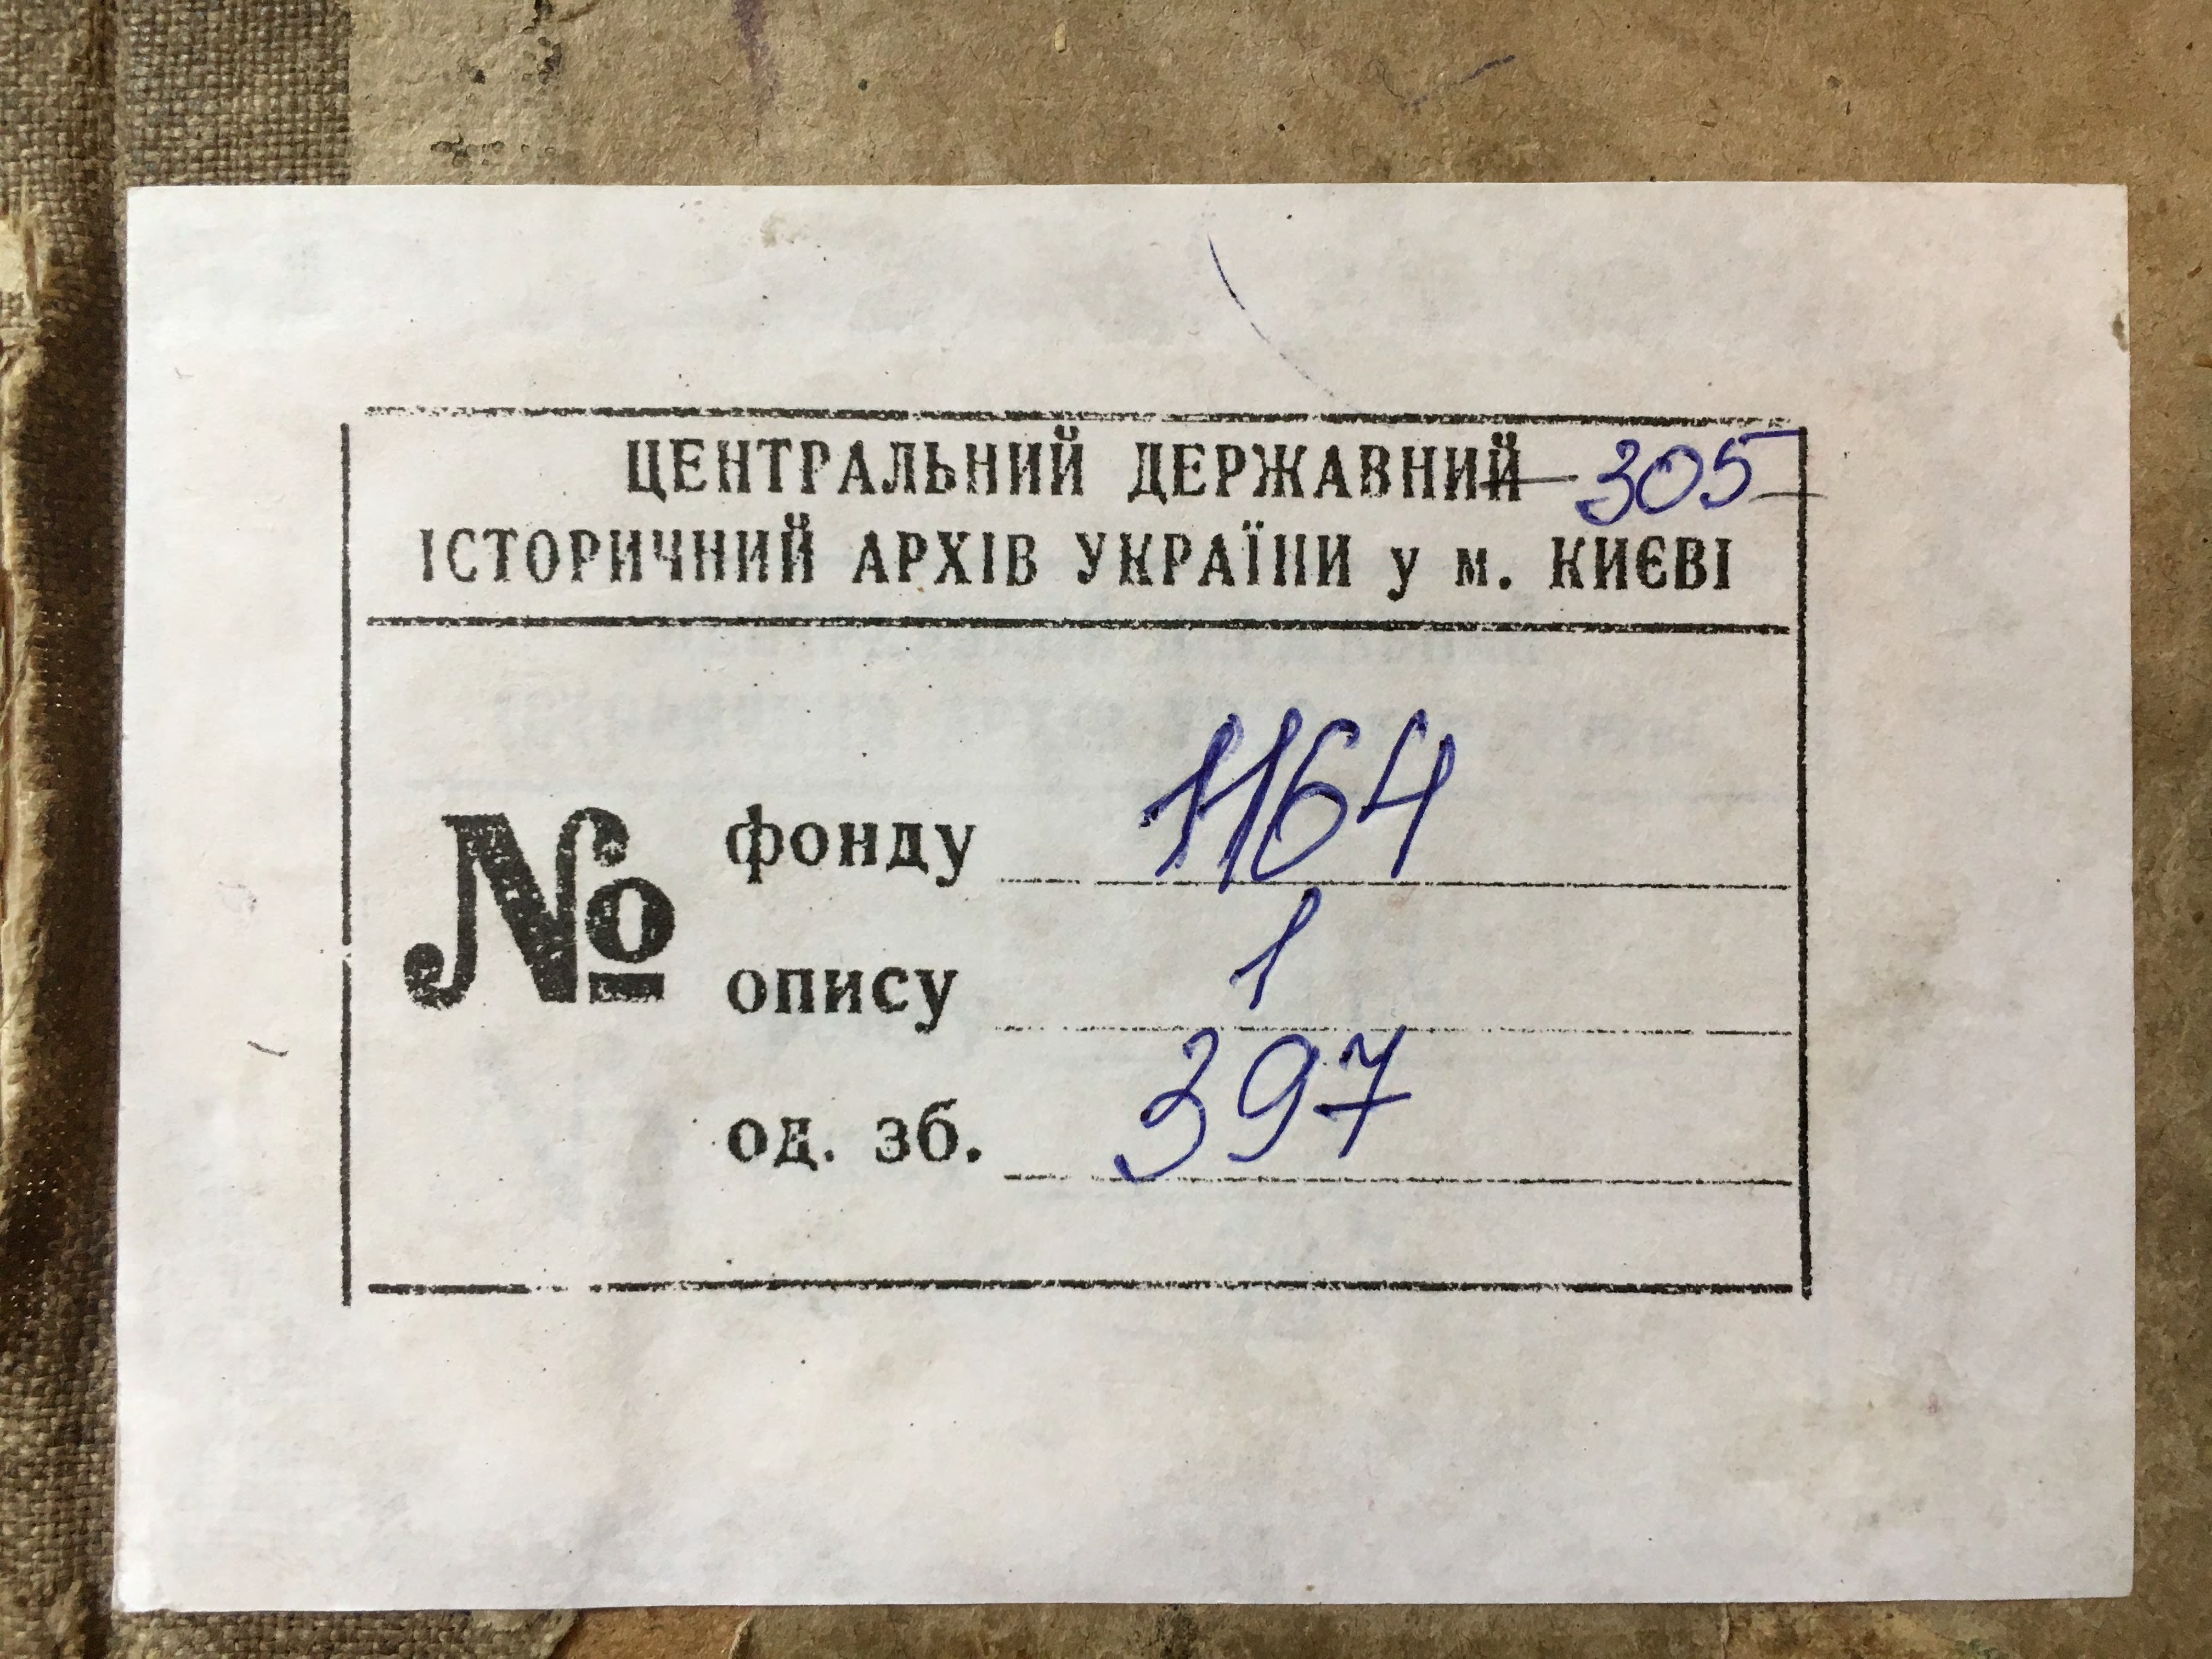 ЦЕНТРАЛЬНИЙ ДЕРЖАВНИЙ 305
ІСТОРИЧНИЙ АРХІВ УКРАЇНИ у м. КИЄВІ
№
фонду 1164
опису 1
од. зб. 397